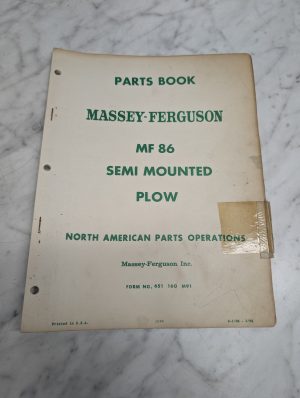 PARTS BOOK
MASSEY-FERGUSON
MF 86
SEMI MOUNTED
PLOW
NORTH AMERICAN PARTS OPERATIONS
Massey-Ferguson Inc.
FORM NO. 651 160 M91
Printed in U.S.A.